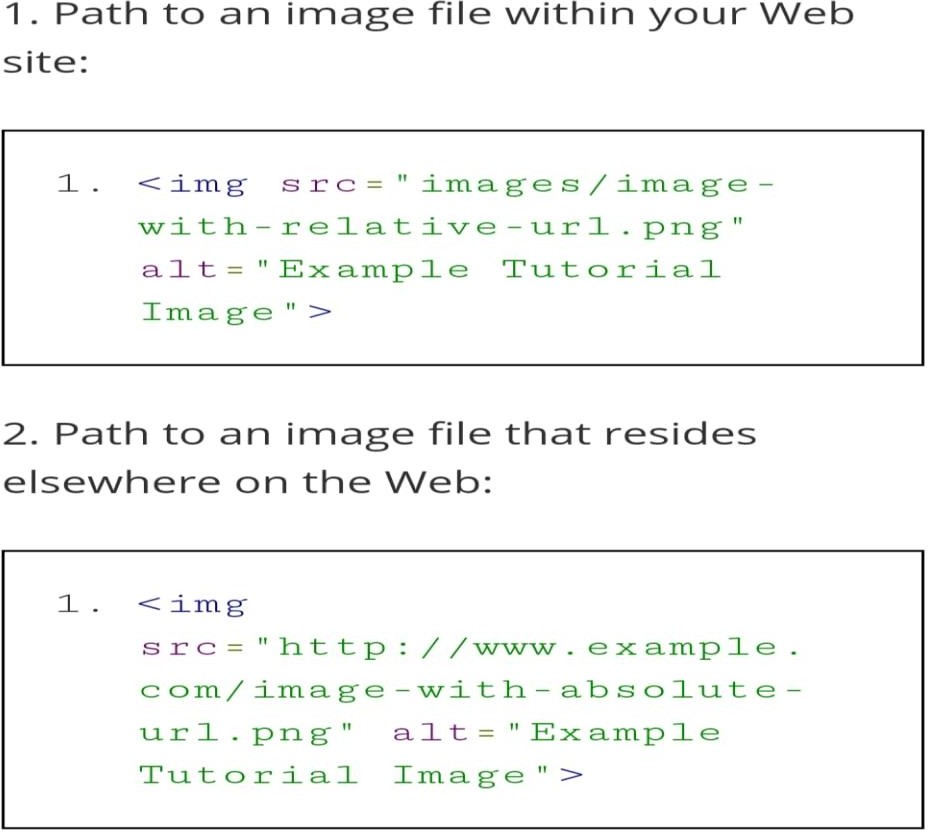 1. Path to an image file within your Web
site:
1. <img src="images/image-
with-relative-url.png"
alt="Example Tutorial
Image">
2. Path to an image file that resides
elsewhere on the Web:
1. <img
src="http://www.example.
com/image-with-absolute-
url.png" alt="Example
Tutorial Image">